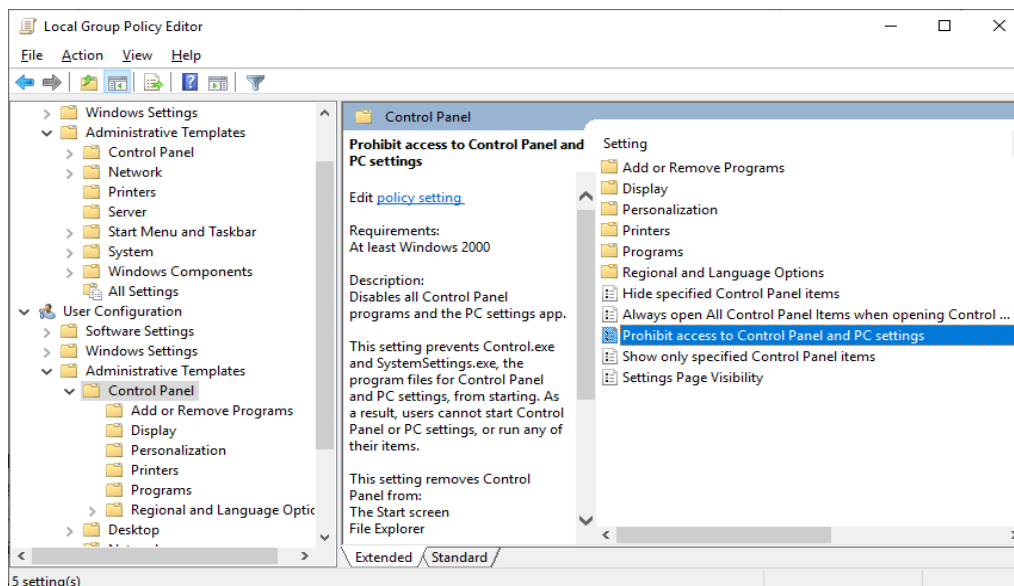 Local Group Policy Editor
File Action View Help
Windows Settings
Administrative Templates
Control Panel
Network
Printers
Server
Start Menu and Taskbar
System
Windows Components
All Settings
User Configuration
Software Settings
Windows Settings
Administrative Templates
Control Panel
Add or Remove Programs
Display
Personalization
Printers
Programs
Regional and Language Optic
Desktop
Control Panel
Prohibit access to Control Panel and
PC settings
Edit policy setting
Requirements:
At least Windows 2000
Description:
Disables all Control Panel
programs and the PC settings app.
This setting prevents Control.exe
and SystemSettings.exe, the
program files for Control Panel
and PC settings, from starting. As
a result, users cannot start Control
Panel or PC settings, or run any of
their items.
This setting removes Control
Panel from:
The Start screen
File Explorer
Setting
Add or Remove Programs
Display
Personalization
Printers
Programs
Regional and Language Options
Hide specified Control Panel items
Always open All Control Panel Items when opening Control ...
Prohibit access to Control Panel and PC settings
Show only specified Control Panel items
Settings Page Visibility
Extended Standard
5 setting(s)